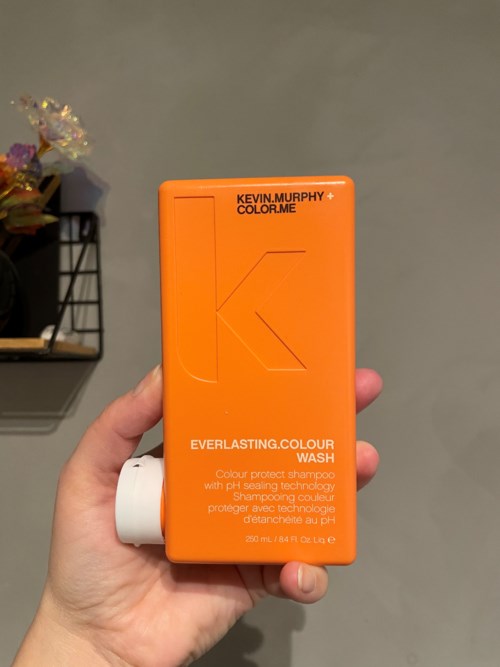 KEVIN.MURPHY +
COLOR.ME
EVERLASTING.COLOUR
WASH
Colour protect shampoo
with pH sealing technology
Shampooing couleur
protéger avec technologie
d'étanchéité au pH
250 mL / 8.4 Fl. Oz. Liq. ℮